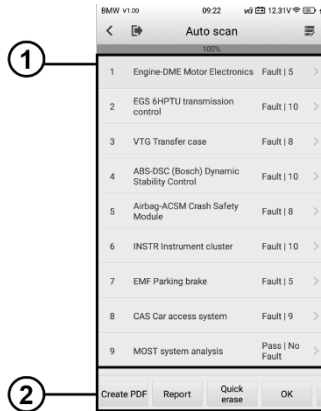 BMW V1.00 09:22 12.31V
Auto scan
100%
1 Engine-DME Motor Electronics Fault | 5
2 EGS 6HPTU transmission control Fault | 10
3 VTG Transfer case Fault | 8
4 ABS-DSC (Bosch) Dynamic Stability Control Fault | 10
5 Airbag-ACSM Crash Safety Module Fault | 8
6 INSTR Instrument cluster Fault | 10
7 EMF Parking brake Fault | 5
8 CAS Car access system Fault | 9
9 MOST system analysis Pass | No Fault
Create PDF Report Quick erase OK
1
2